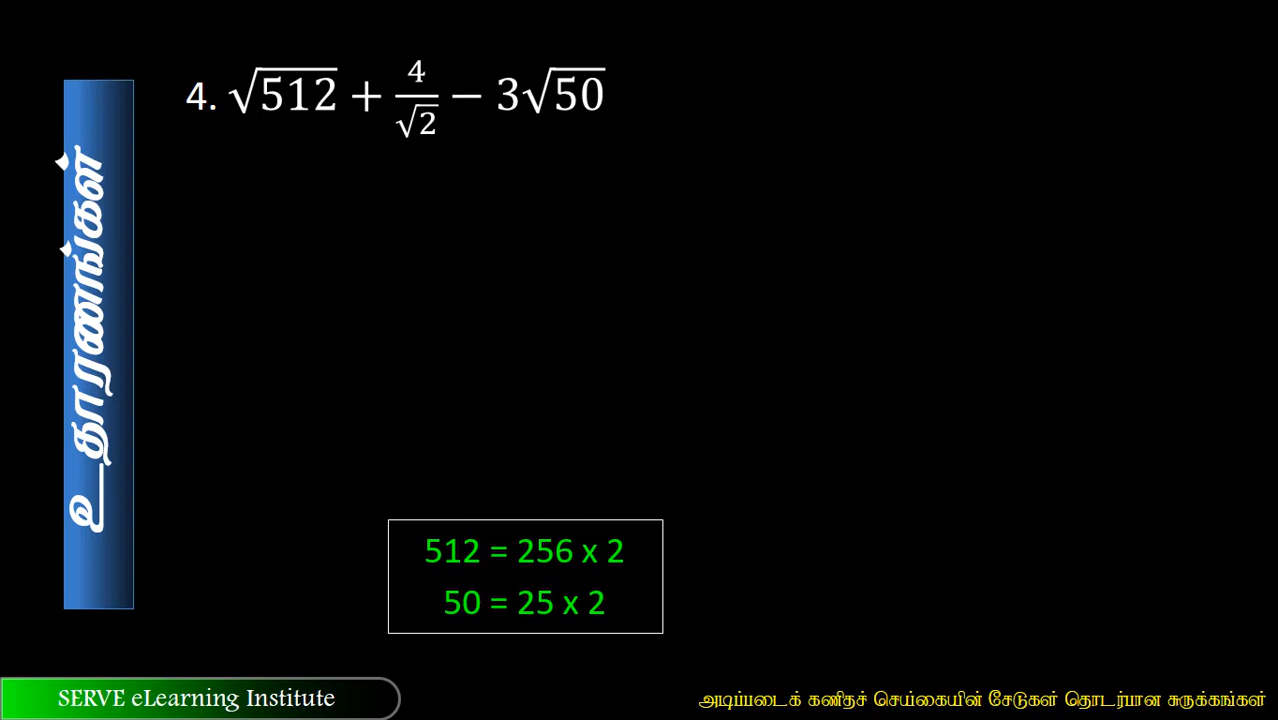 4. √512 + 4/√2 − 3√50
உதாரணங்கள்
512 = 256 x 2
50 = 25 x 2
SERVE eLearning Institute
அடிப்படைக் கணிதச் செய்கையின் சேடுகள் தொடர்பான சுருக்கங்கள்